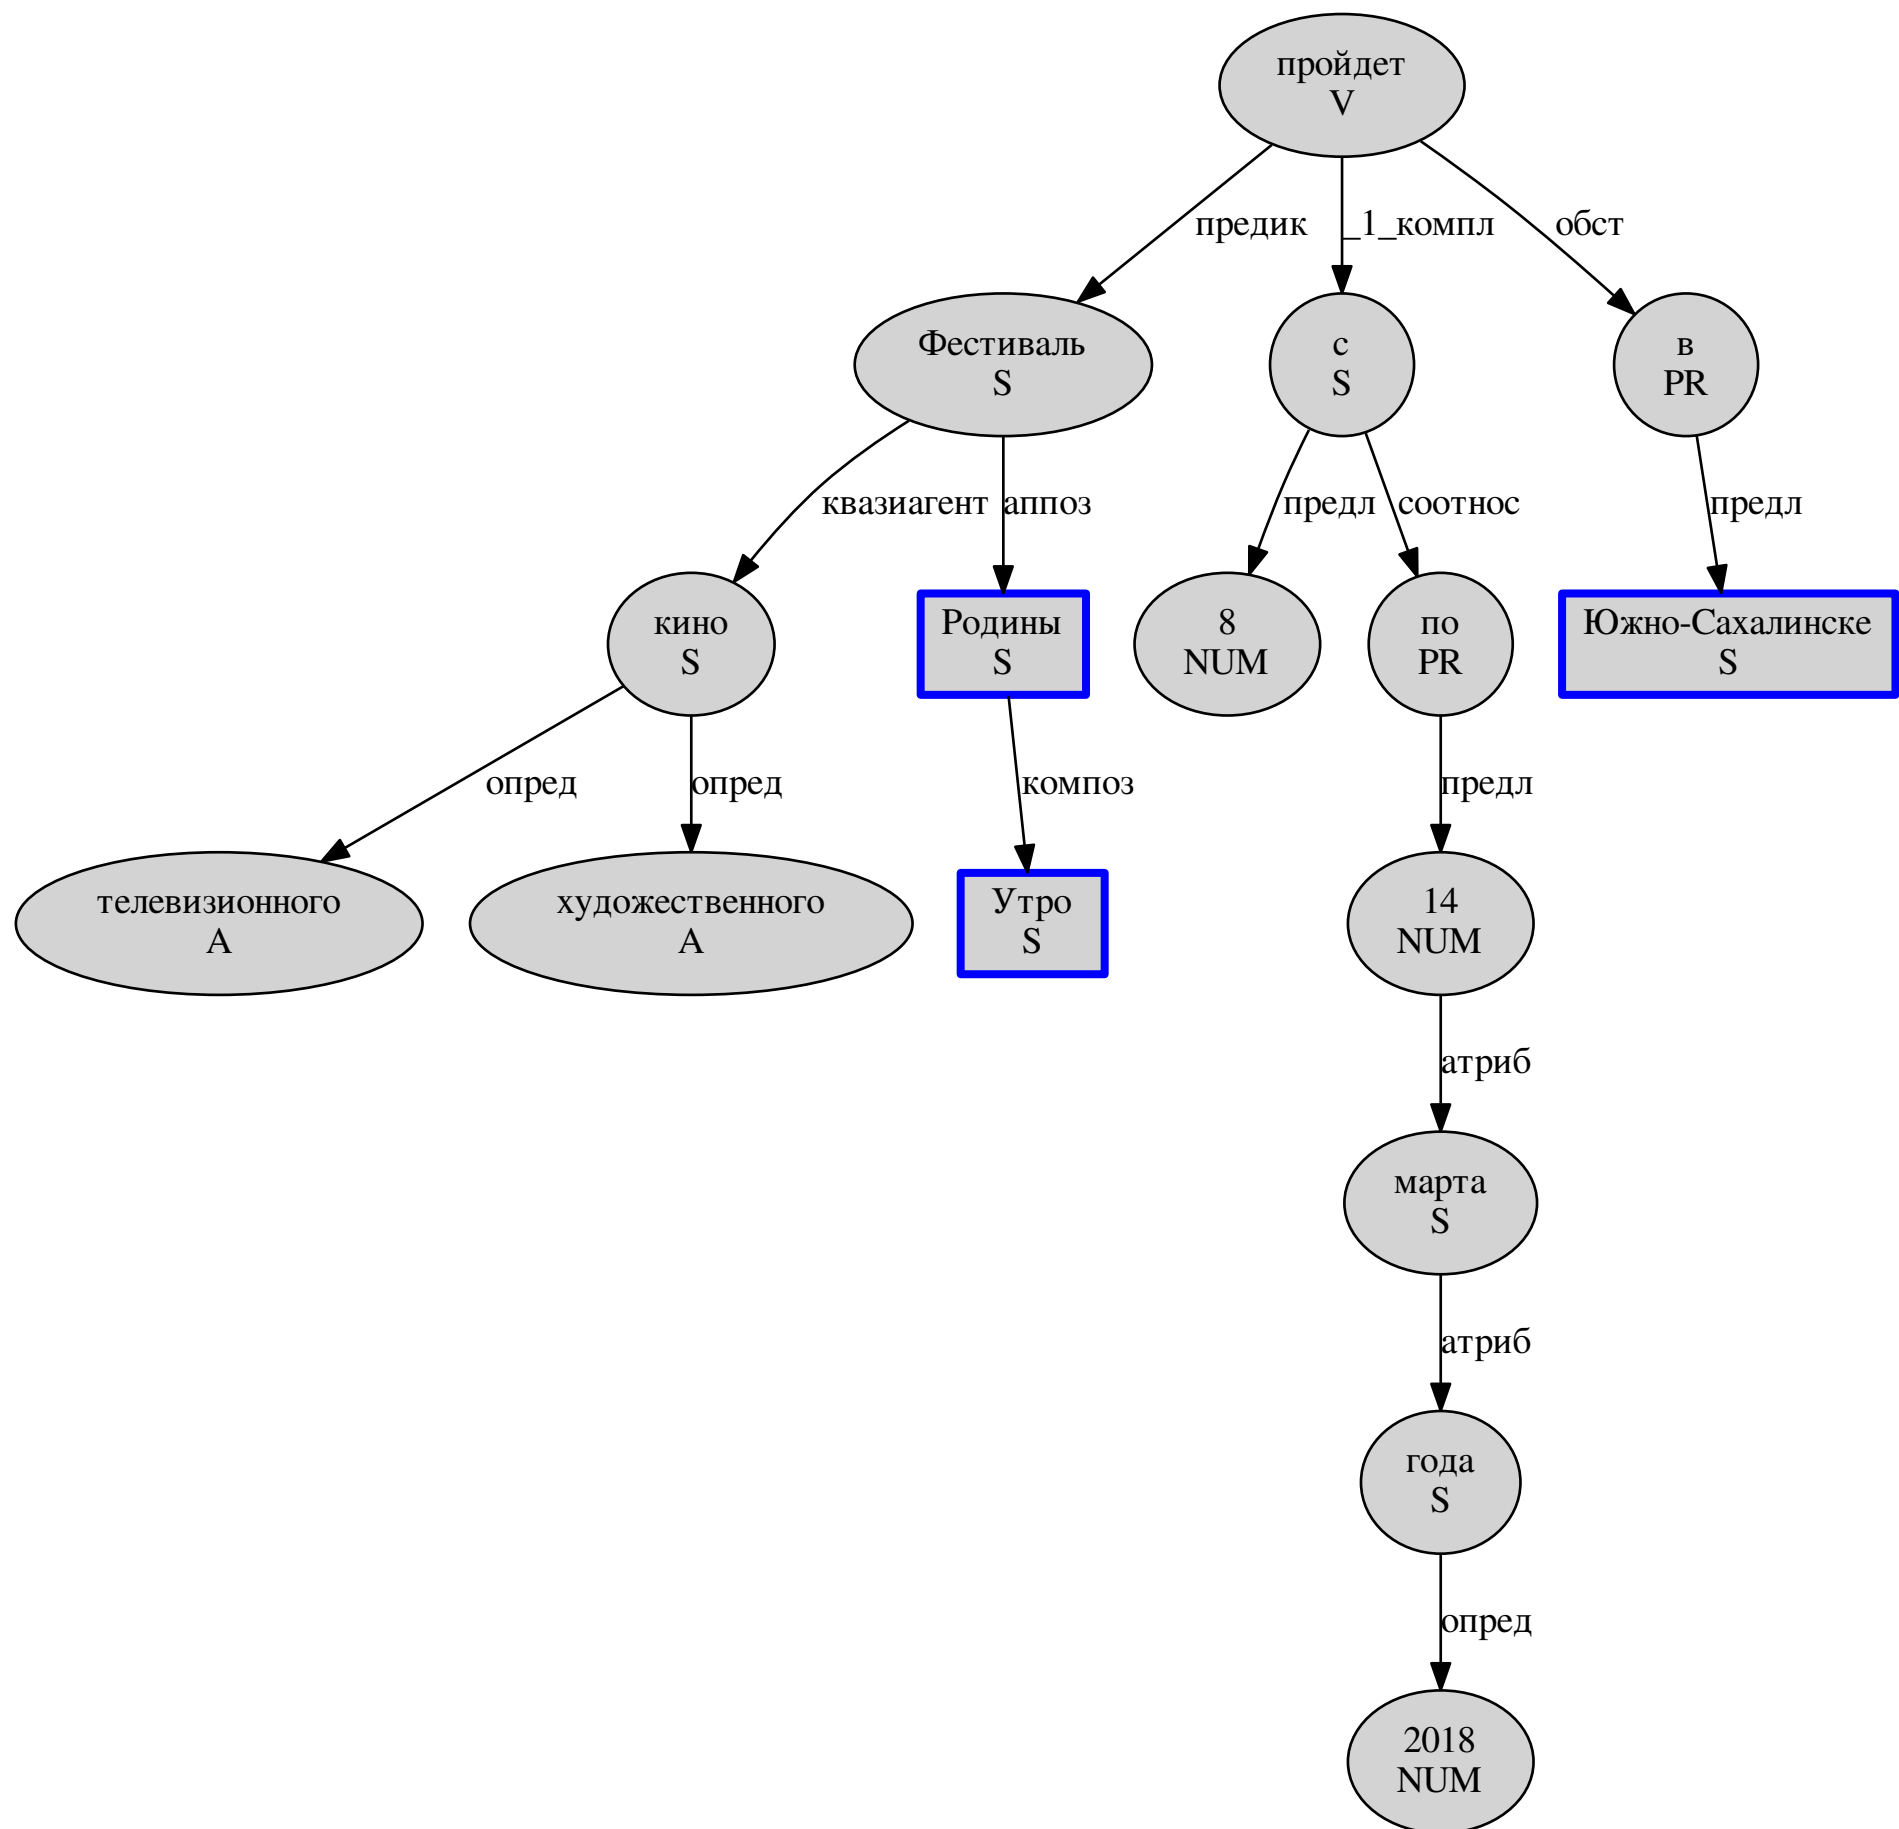 пройдет
V
предик
_1_компл
обст
Фестиваль
S
с
S
в
PR
квазиагент
аппоз
предл
соотнос
предл
кино
S
Родины
S
8
NUM
по
PR
Южно-Сахалинске
S
опред
опред
композ
предл
телевизионного
A
художественного
A
Утро
S
14
NUM
атриб
марта
S
атриб
года
S
опред
2018
NUM